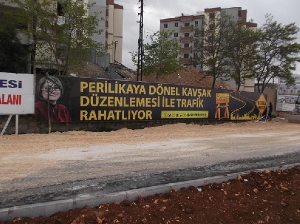 PERİLİKAYA DÖNEL KAVŞAK
DÜZENLEMESİ İLE TRAFİK
RAHATLIYOR
ESİ
ALANI